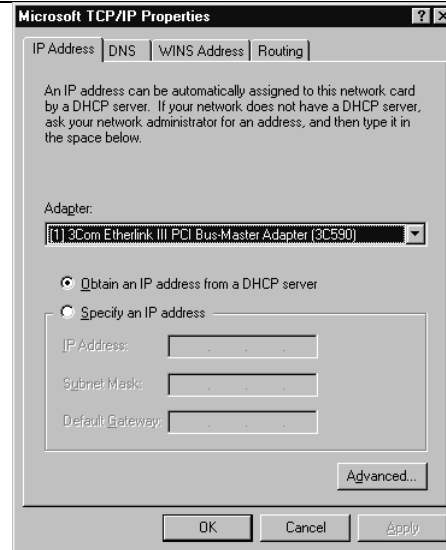 Microsoft TCP/IP Properties
IP Address DNS WINS Address Routing
An IP address can be automatically assigned to this network card
by a DHCP server. If your network does not have a DHCP server,
ask your network administrator for an address, and then type it in
the space below.
Adapter:
[1] 3Com Etherlink III PCI Bus-Master Adapter (3C590)
Obtain an IP address from a DHCP server
Specify an IP address
IP Address:
Subnet Mask:
Default Gateway:
Advanced...
OK Cancel Apply